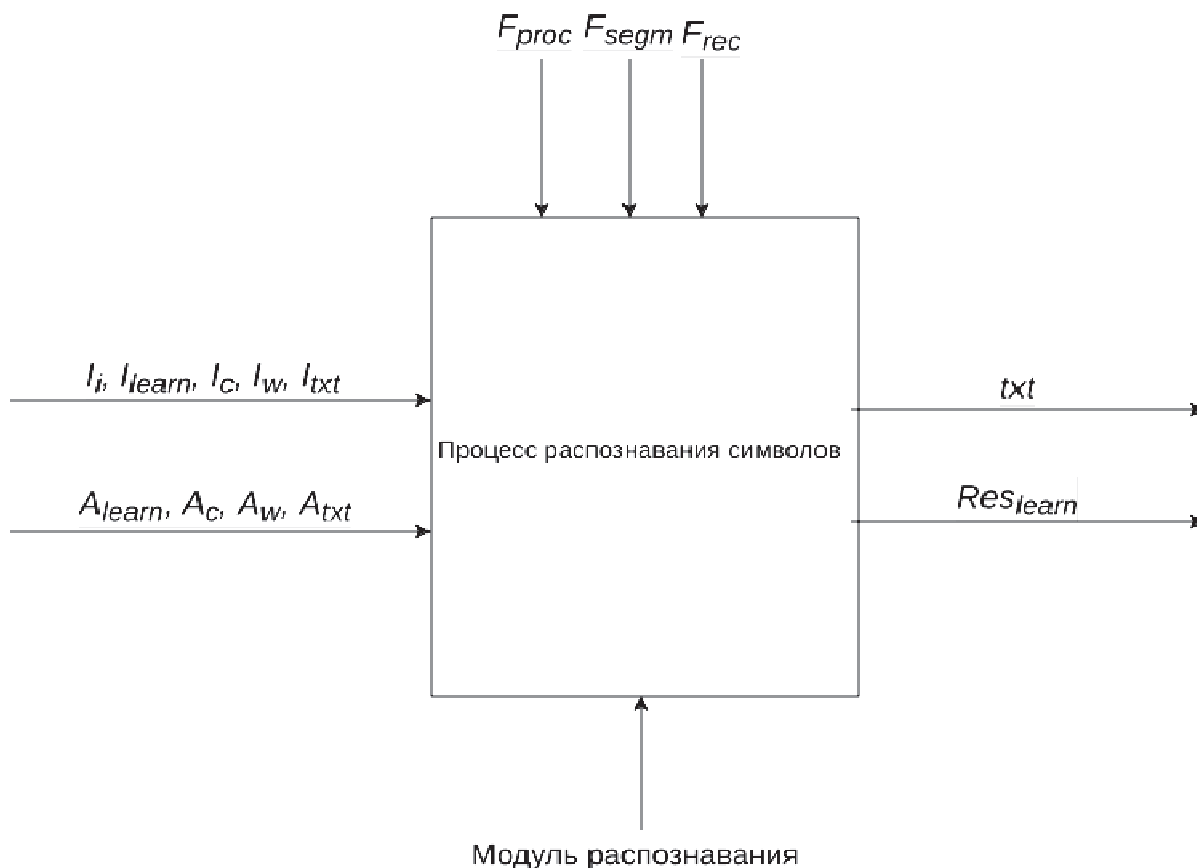 F_proc F_segm F_rec
I_i, I_learn, I_c, I_w, I_txt
txt
Процесс распознавания символов
A_learn, A_c, A_w, A_txt
Res_learn
Модуль распознавания